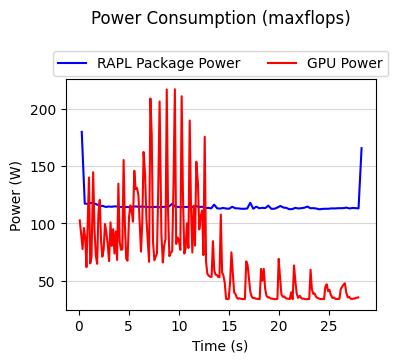 Power Consumption (maxflops)
RAPL Package Power GPU Power
Power (W)
200
150
100
50
0 5 10 15 20 25
Time (s)